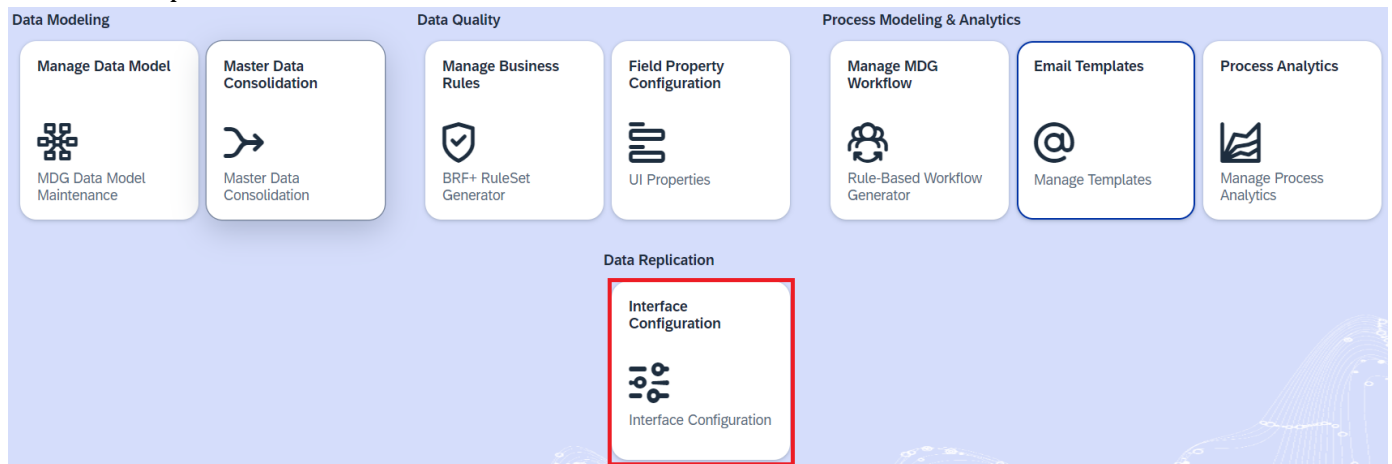 Data Modeling
Data Quality
Process Modeling & Analytics
Manage Data Model
MDG Data Model
Maintenance
Master Data
Consolidation
Master Data
Consolidation
Manage Business
Rules
BRF+ RuleSet
Generator
Field Property
Configuration
UI Properties
Manage MDG
Workflow
Rule-Based Workflow
Generator
Email Templates
Manage Templates
Process Analytics
Manage Process
Analytics
Data Replication
Interface
Configuration
Interface Configuration